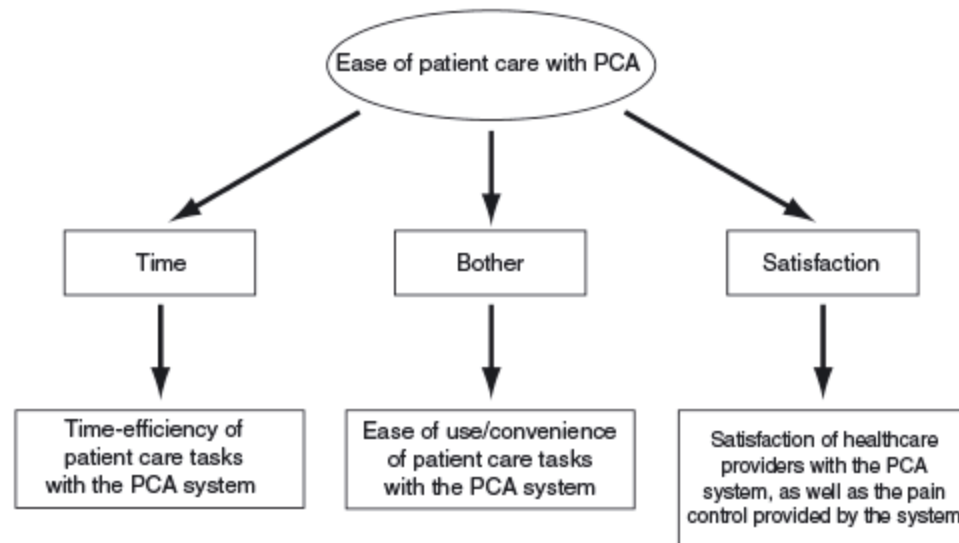 Ease of patient care with PCA
Time
Bother
Satisfaction
Time-efficiency of
patient care tasks
with the PCA system
Ease of use/convenience
of patient care tasks
with the PCA system
Satisfaction of healthcare
providers with the PCA
system, as well as the pain
control provided by the system